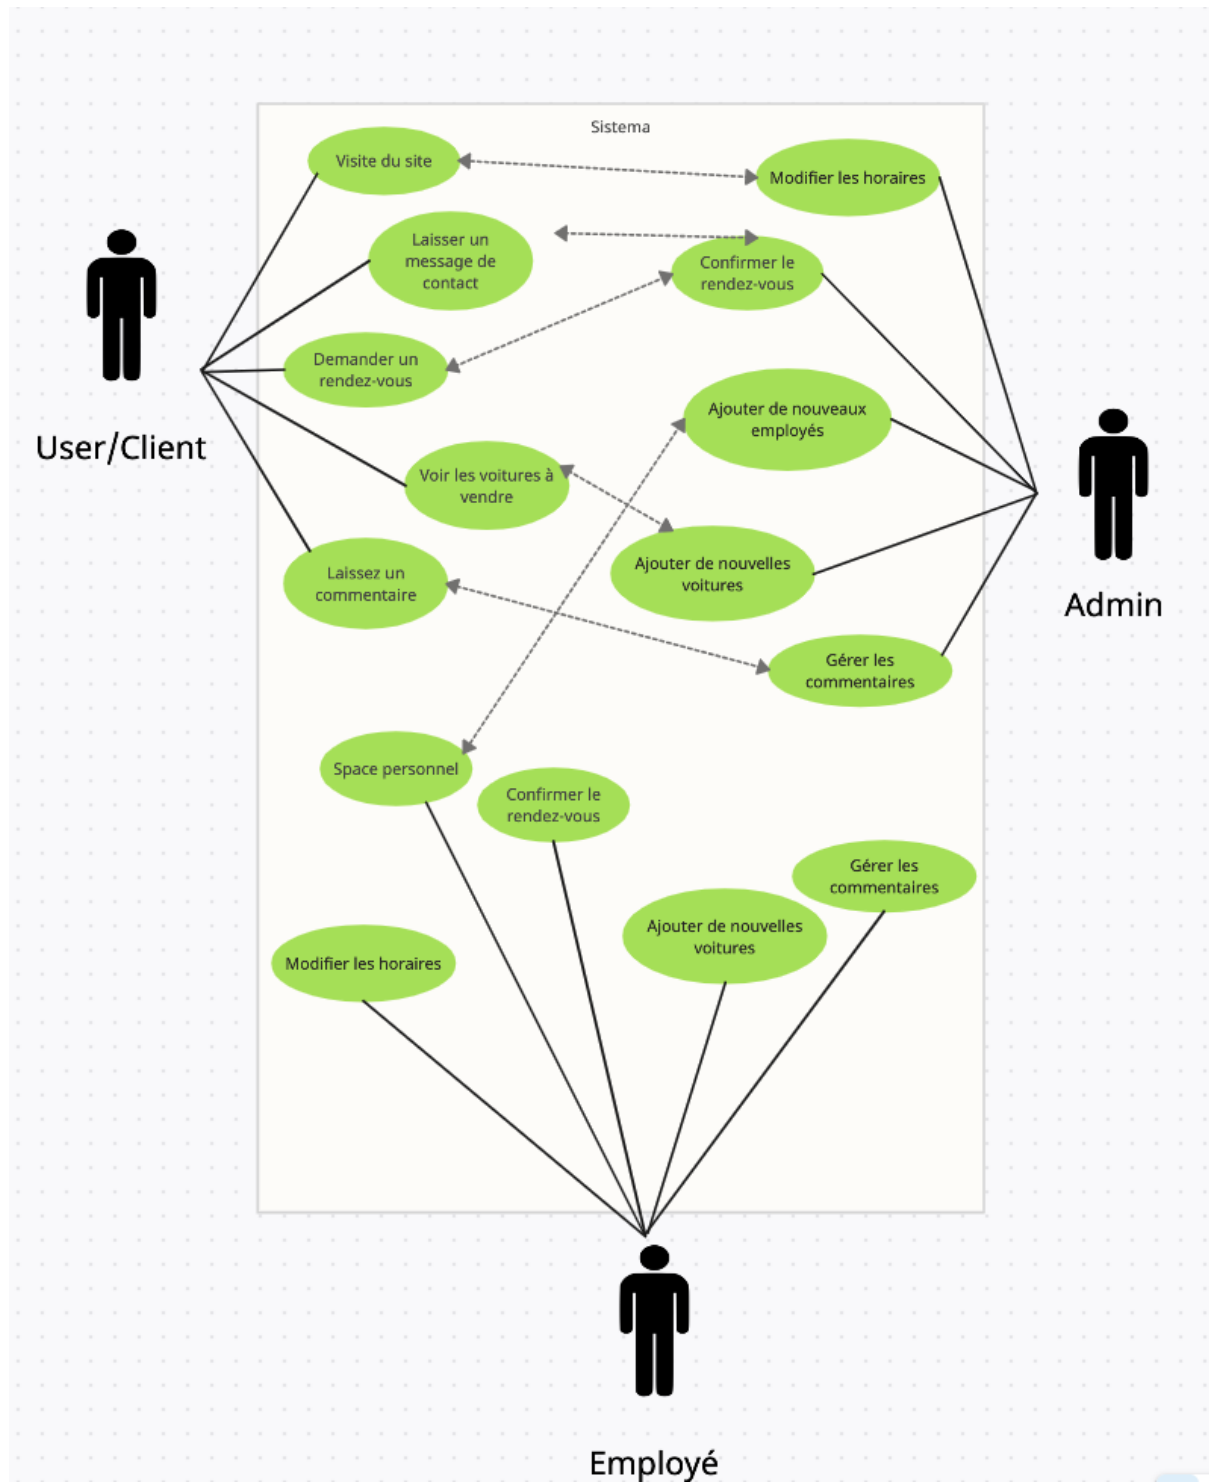 Sistema
Visite du site
Modifier les horaires
Laisser un
message de
contact
Confirmer le
rendez-vous
Demander un
rendez-vous
User/Client
Ajouter de nouveaux
employés
Voir les voitures à
vendre
Ajouter de nouvelles
voitures
Laissez un
commentaire
Admin
Gérer les
commentaires
Space personnel
Confirmer le
rendez-vous
Gérer les
commentaires
Ajouter de nouvelles
voitures
Modifier les horaires
Employé